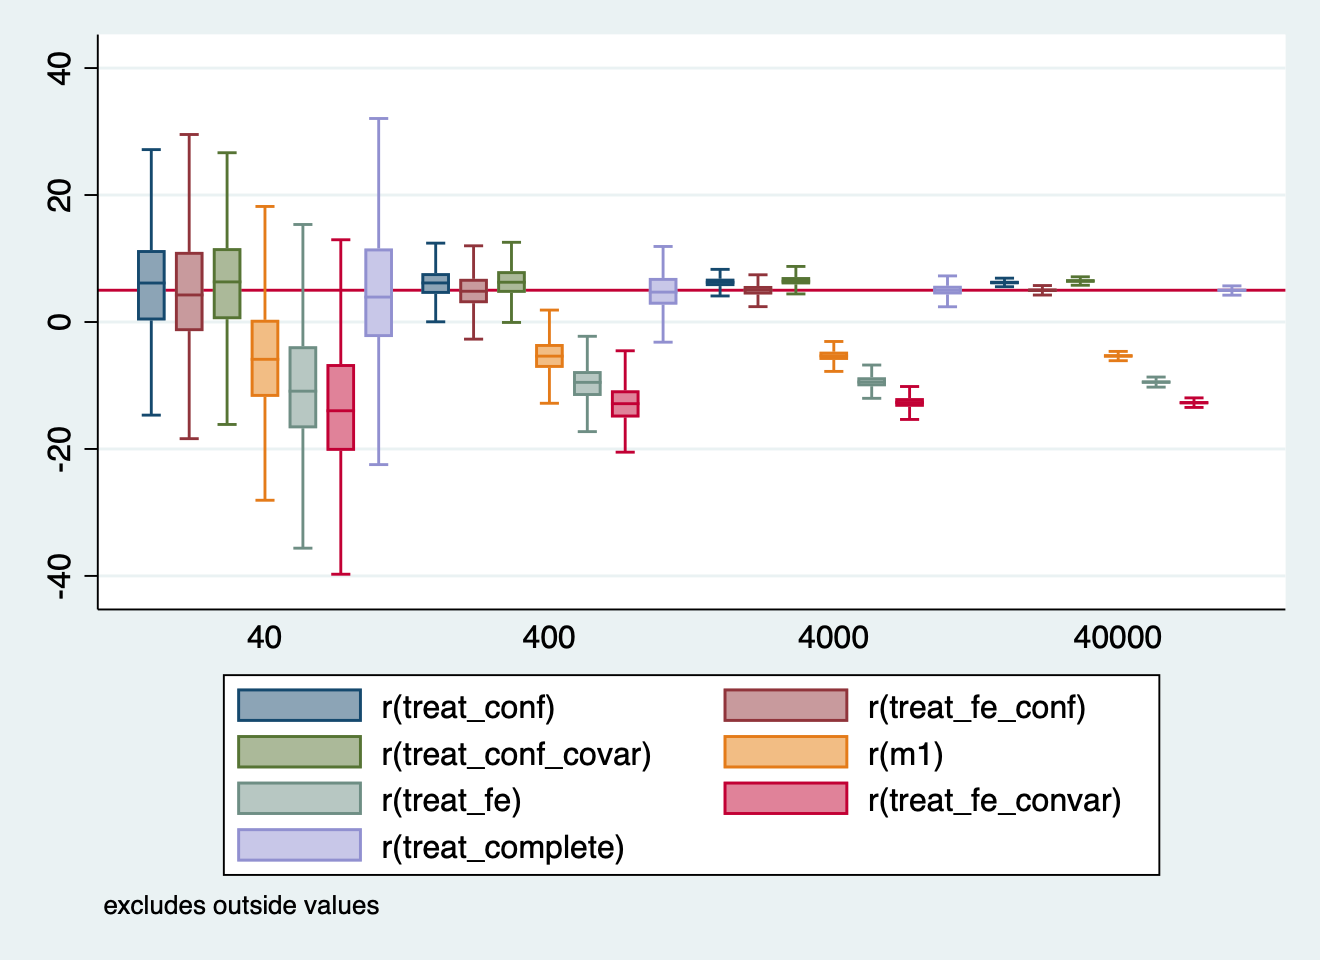 40
20
0
-20
-40
40 400 4000 40000
r(treat_conf) r(treat_fe_conf)
r(treat_conf_covar) r(m1)
r(treat_fe) r(treat_fe_convar)
r(treat_complete)
excludes outside values